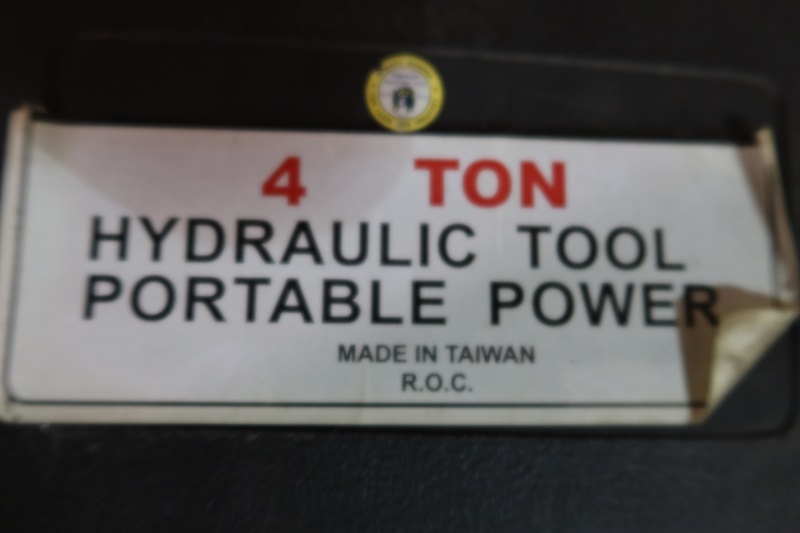 4 TON
HYDRAULIC TOOL
PORTABLE POWER
MADE IN TAIWAN
R.O.C.